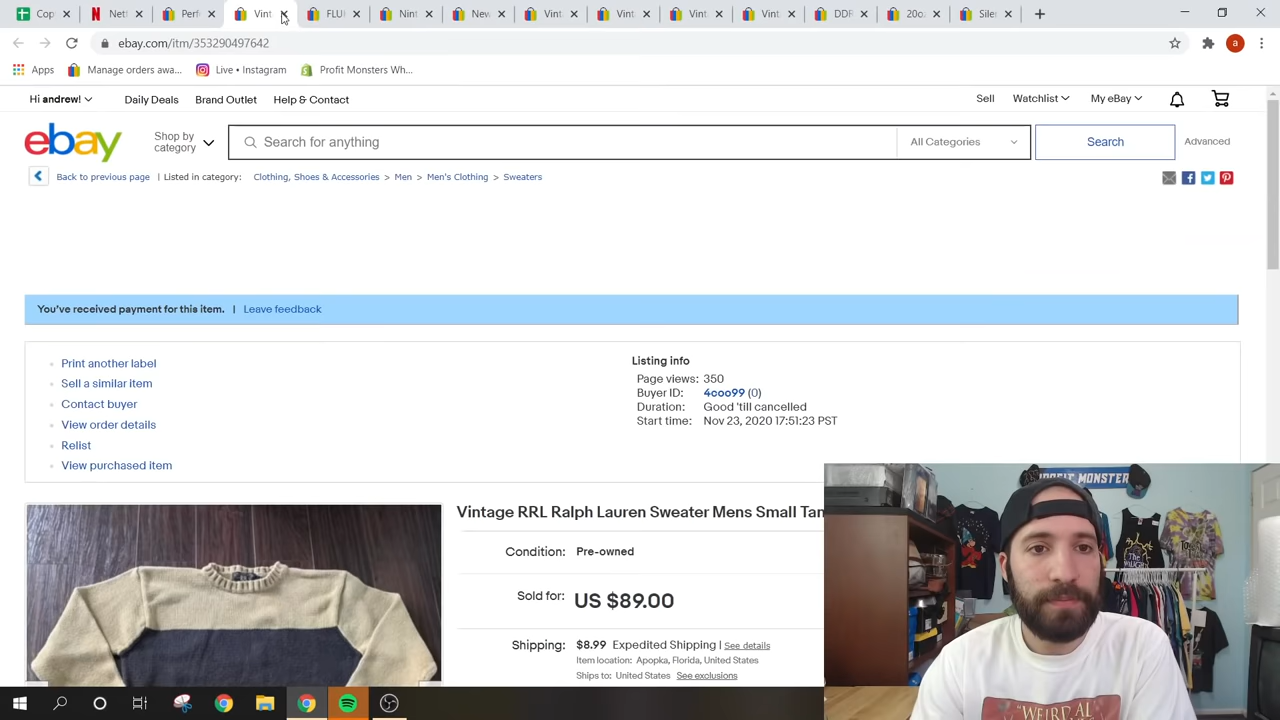 Cop
Net
Perf
Vint
FLU
Nint
New
Vint
Vint
Vint
Vint
DDF
20o
Siler
ebay.com/itm/353290497642
a
Apps
Manage orders awa...
Live • Instagram
Profit Monsters Wh...
Hi andrew!
Daily Deals
Brand Outlet
Help & Contact
Sell
Watchlist
My eBay
ebay
Shop by
category
Search for anything
All Categories
Search
Advanced
Back to previous page | Listed in category: Clothing, Shoes & Accessories > Men > Men's Clothing > Sweaters
You've received payment for this item. | Leave feedback
Print another label
Sell a similar item
Contact buyer
View order details
Relist
View purchased item
Listing info
Page views: 350
Buyer ID: 4coo99 (0)
Duration: Good 'till cancelled
Start time: Nov 23, 2020 17:51:23 PST
Vintage RRL Ralph Lauren Sweater Mens Small Tan
Condition: Pre-owned
Sold for: US $89.00
Shipping: $8.99 Expedited Shipping | See details
Item location: Apopka, Florida, United States
Ships to: United States See exclusions
PROFIT MONSTER
"WEIRD AL